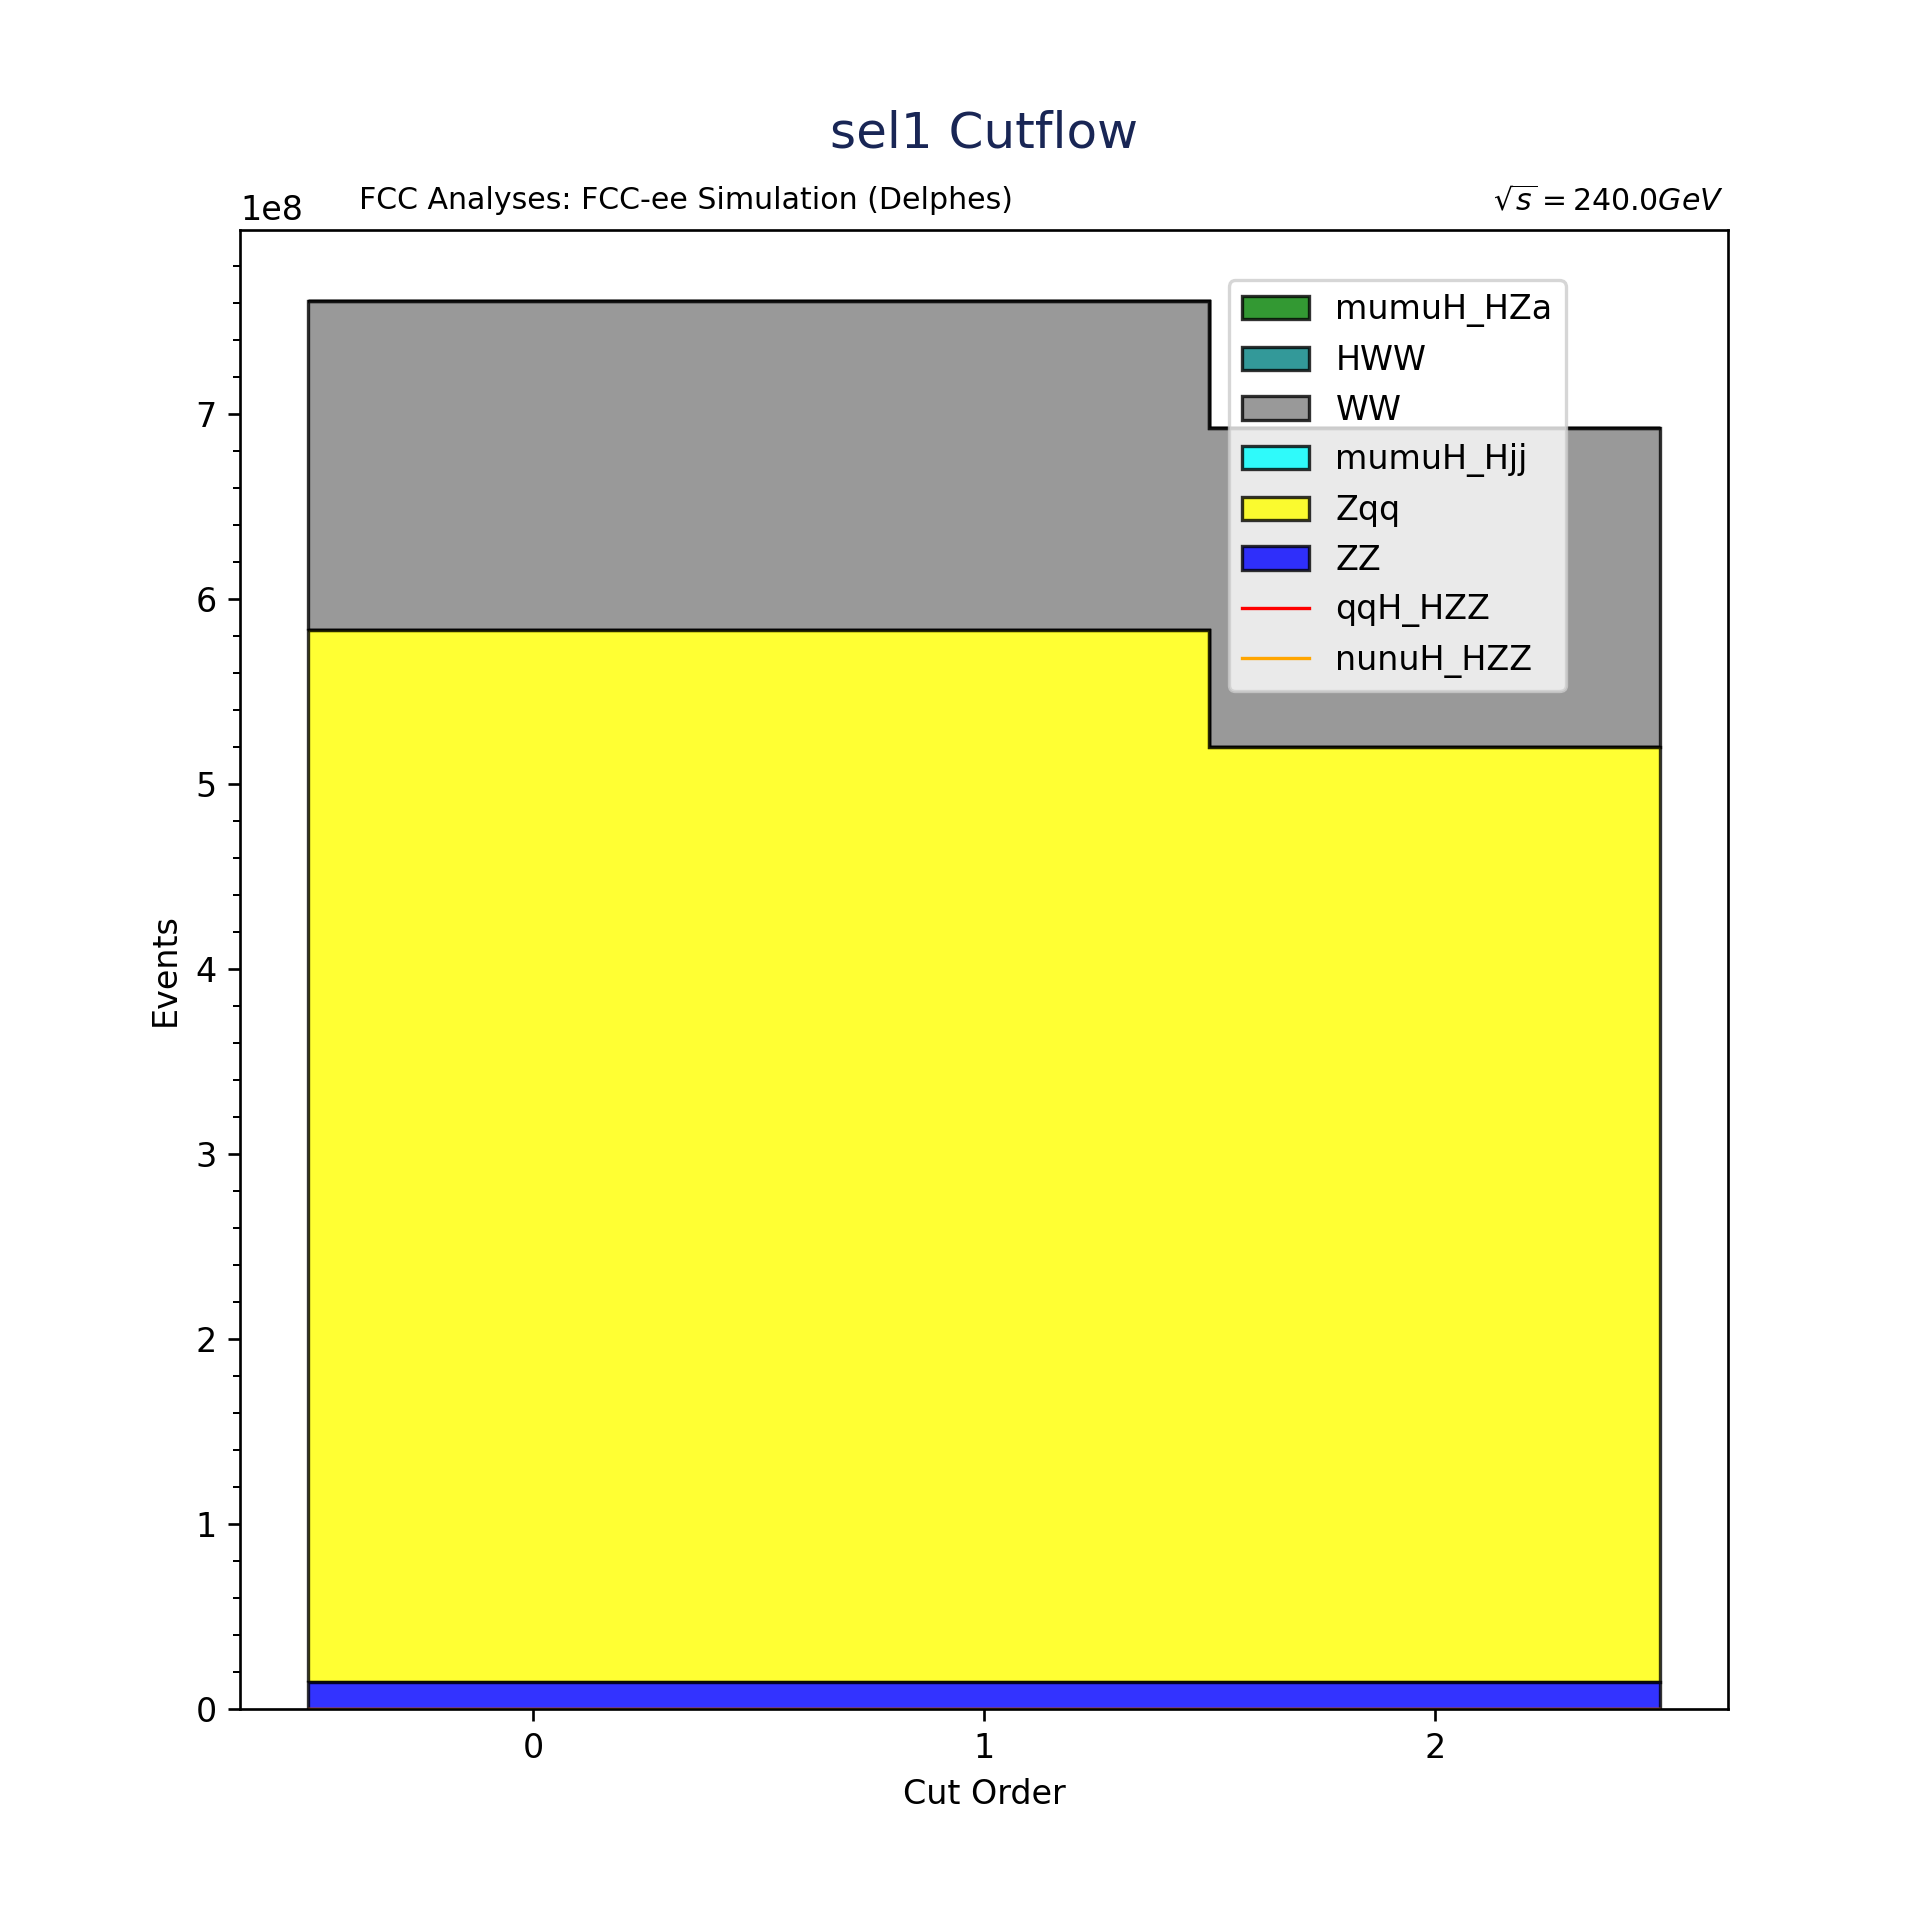 sel1 Cutflow
1e8
FCC Analyses: FCC-ee Simulation (Delphes)
√s = 240.0GeV
mumuH_HZa
HWW
WW
mumuH_Hjj
Zqq
ZZ
qqH_HZZ
nunuH_HZZ
7
6
5
4
3
2
1
0
Events
0 1 2
Cut Order